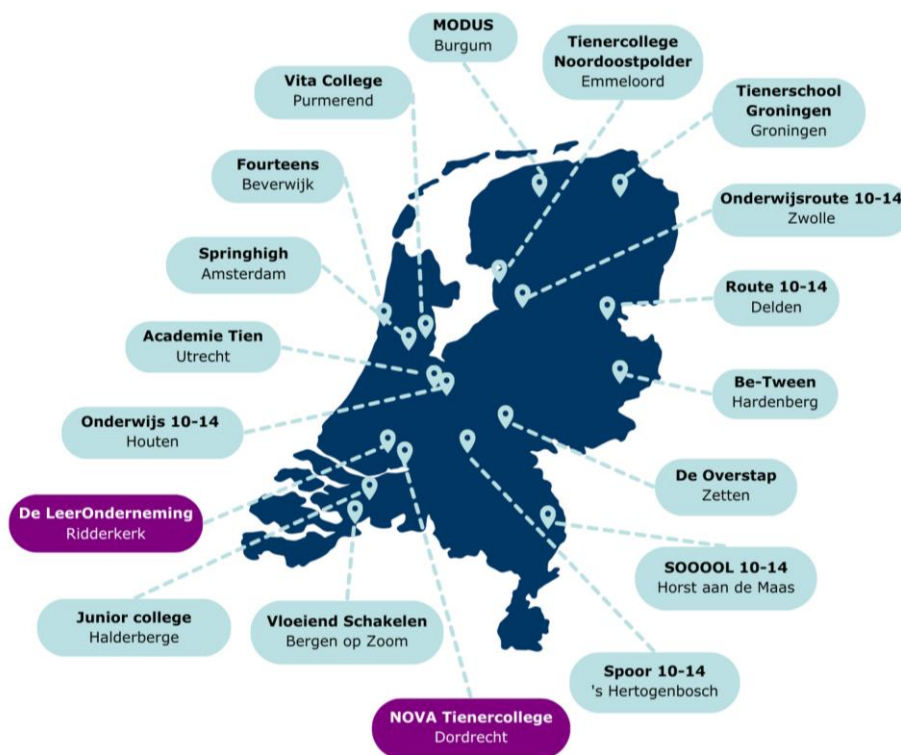 MODUS
Burgum
Tienercollege
Noordoostpolder
Emmeloord
Vita College
Purmerend
Tienerschool
Groningen
Groningen
Fourteens
Beverwijk
Onderwijsroute 10-14
Zwolle
Springhigh
Amsterdam
Route 10-14
Delden
Academie Tien
Utrecht
Be-Tween
Hardenberg
Onderwijs 10-14
Houten
De Overstap
Zetten
De LeerOnderneming
Ridderkerk
SOOOOL 10-14
Horst aan de Maas
Junior college
Halderberge
Vloeiend Schakelen
Bergen op Zoom
Spoor 10-14
's Hertogenbosch
NOVA Tienercollege
Dordrecht